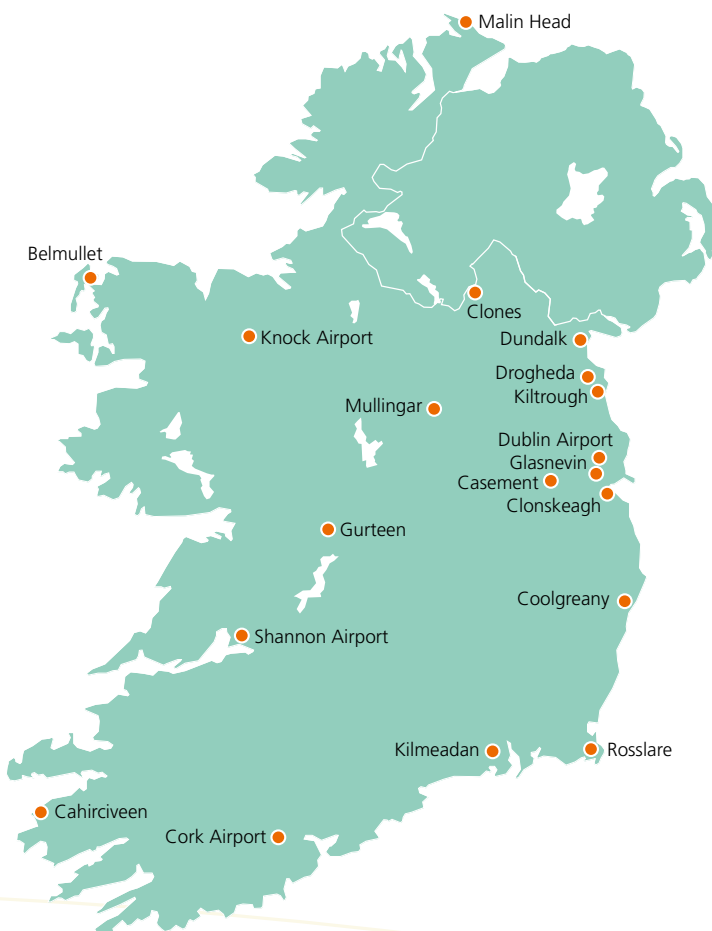 Malin Head
Belmullet
Clones
Knock Airport
Dundalk
Drogheda
Kiltrough
Mullingar
Dublin Airport
Glasnevin
Casement
Clonskeagh
Gurteen
Coolgreany
Shannon Airport
Kilmeadan
Rosslare
Cahirciveen
Cork Airport